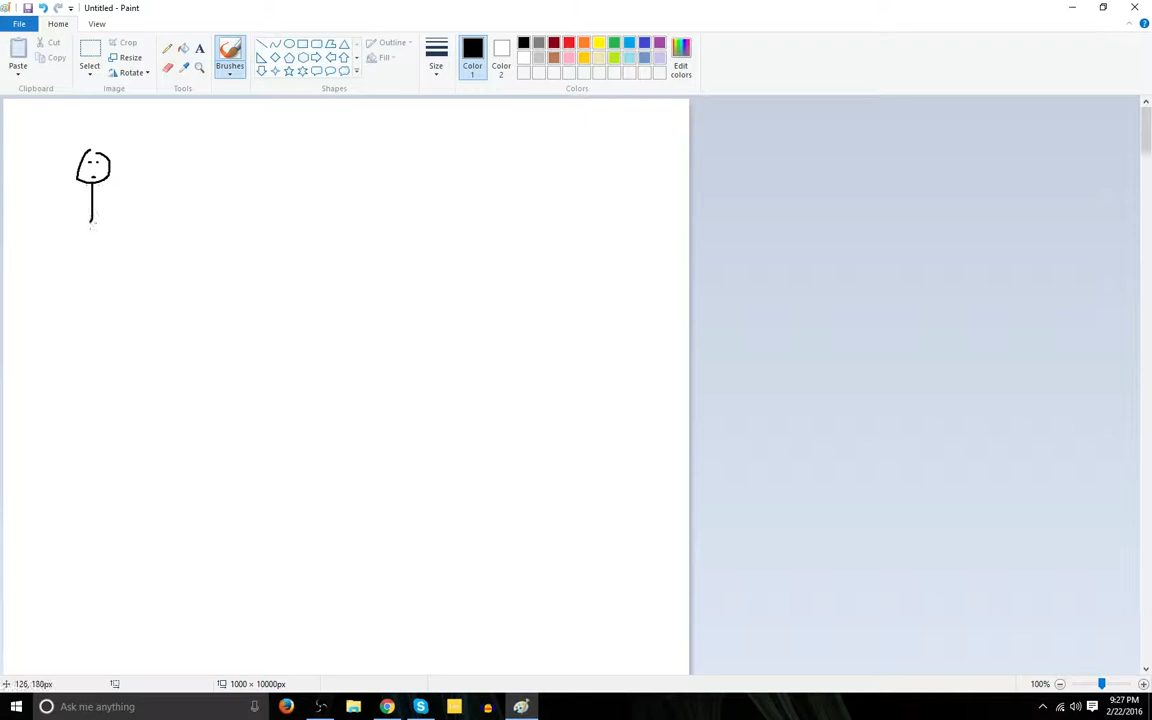 Untitled - Paint
File
Home
View
Paste
Cut
Copy
Select
Crop
Resize
Rotate
A
Brushes
Outline
Fill
Size
Color
1
Color
2
Edit
colors
Clipboard
Image
Tools
Shapes
Colors
126, 180px
1000 × 10000px
100%
Ask me anything
9:27 PM
2/22/2016